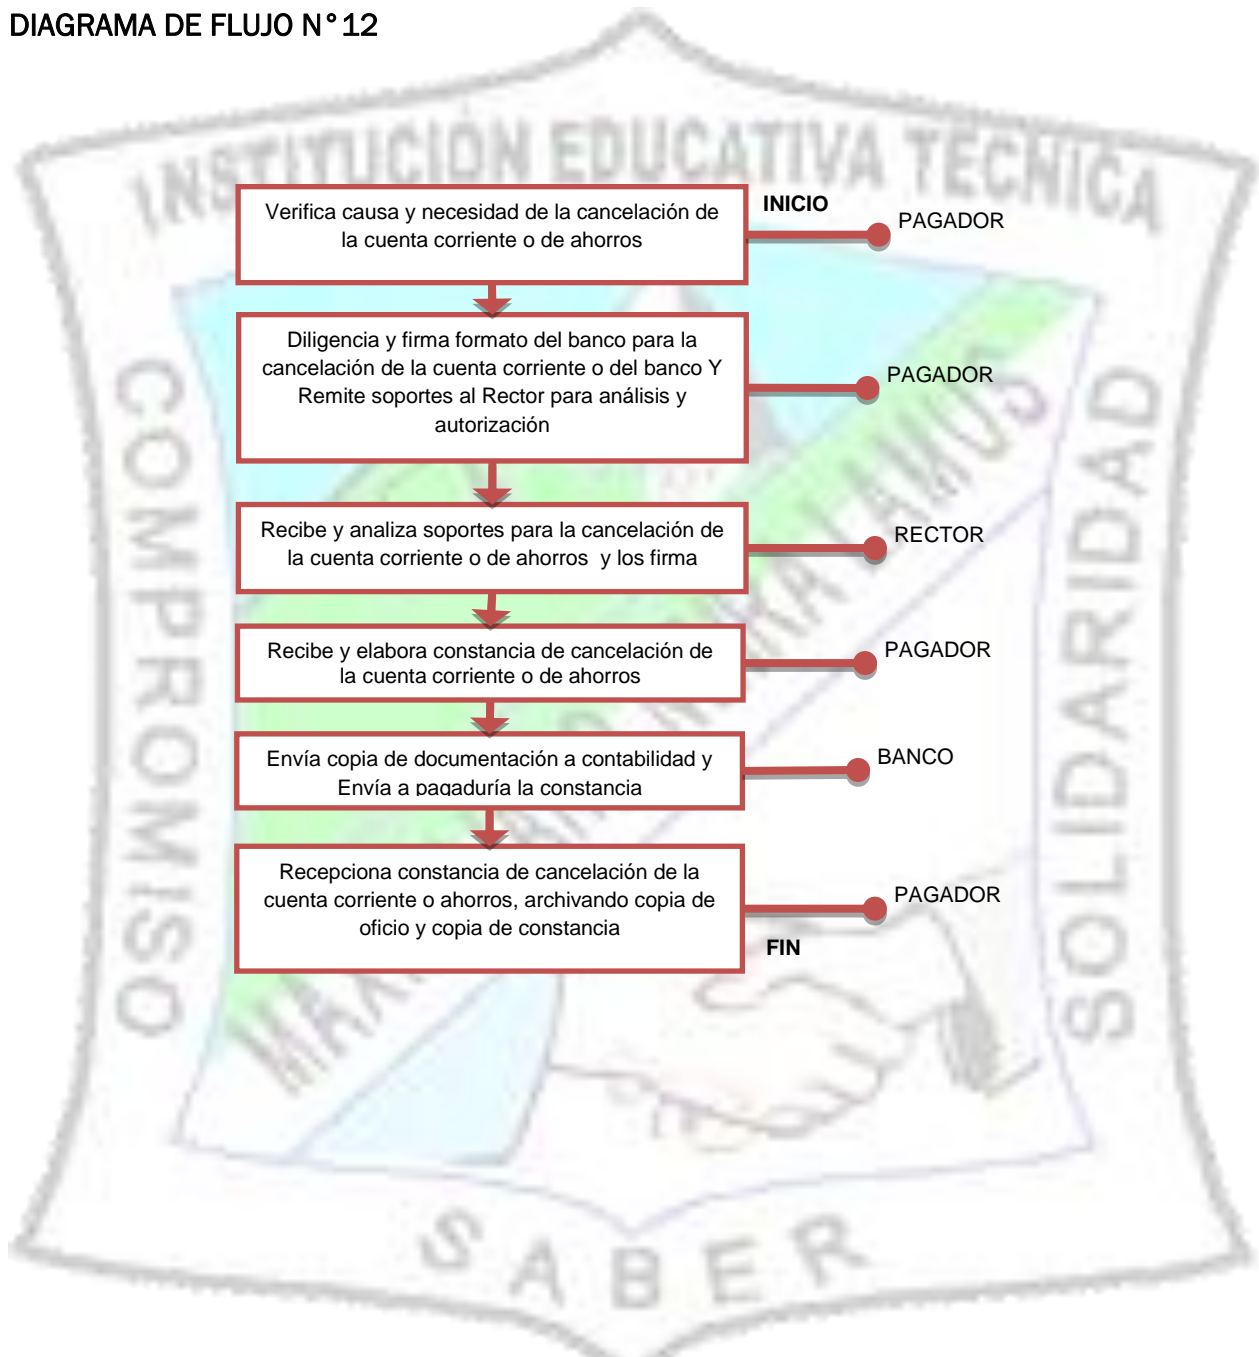 DIAGRAMA DE FLUJO N° 12
INSTITUCIÓN EDUCATIVA TECNICA
Verifica causa y necesidad de la cancelación de
la cuenta corriente o de ahorros
INICIO
PAGADOR
Diligencia y firma formato del banco para la
cancelación de la cuenta corriente o del banco Y
Remite soportes al Rector para análisis y
autorización
PAGADOR
Recibe y analiza soportes para la cancelación de
la cuenta corriente o de ahorros y los firma
RECTOR
Recibe y elabora constancia de cancelación de
la cuenta corriente o de ahorros
PAGADOR
Envía copia de documentación a contabilidad y
Envía a pagaduría la constancia
BANCO
Recepciona constancia de cancelación de la
cuenta corriente o ahorros, archivando copia de
oficio y copia de constancia
PAGADOR
FIN
COMPROMISO
SOLIDARIDAD
SABER